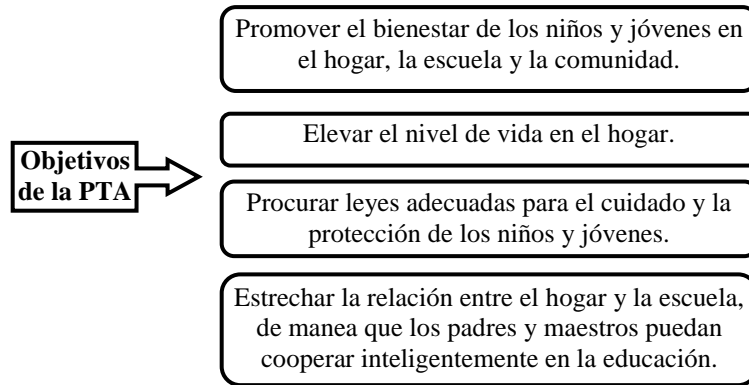 Objetivos
de la PTA
Promover el bienestar de los niños y jóvenes en
el hogar, la escuela y la comunidad.
Elevar el nivel de vida en el hogar.
Procurar leyes adecuadas para el cuidado y la
protección de los niños y jóvenes.
Estrechar la relación entre el hogar y la escuela,
de manea que los padres y maestros puedan
cooperar inteligentemente en la educación.